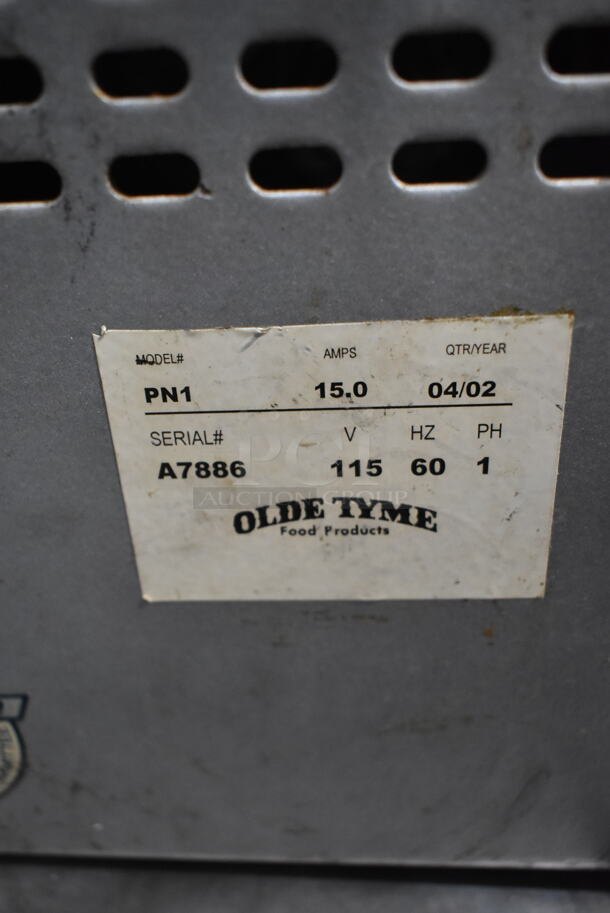 MODEL# AMPS QTR/YEAR
PN1 15.0 04/02
SERIAL# V HZ PH
A7886 115 60 1
PCI
AUCTION GROUP
OLDE TYME
Food Products